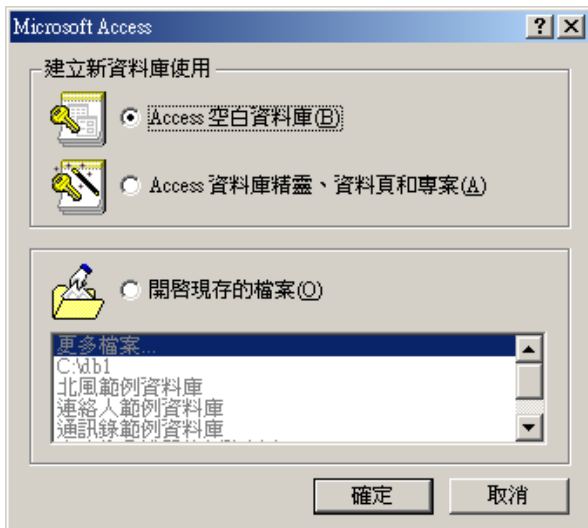 Microsoft Access
建立新資料庫使用
Access 空白資料庫(B)
Access 資料庫精靈、資料頁和專案(A)
開啓現存的檔案(O)
更多檔案...
C:\db1
北風範例資料庫
連絡人範例資料庫
通訊錄範例資料庫
確定
取消